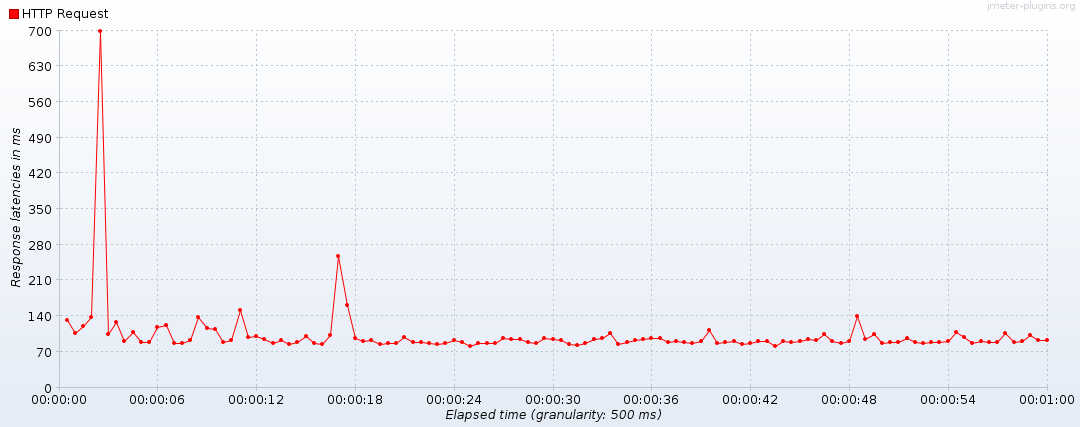 jmeter-plugins.org
HTTP Request
700
630
560
490
420
350
280
210
140
70
0
Response latencies in ms
00:00:00 00:00:06 00:00:12 00:00:18 00:00:24 00:00:30 00:00:36 00:00:42 00:00:48 00:00:54 00:01:00
Elapsed time (granularity: 500 ms)